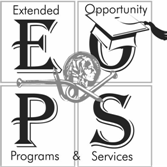 Extended Opportunity
E O
P S
Programs & Services